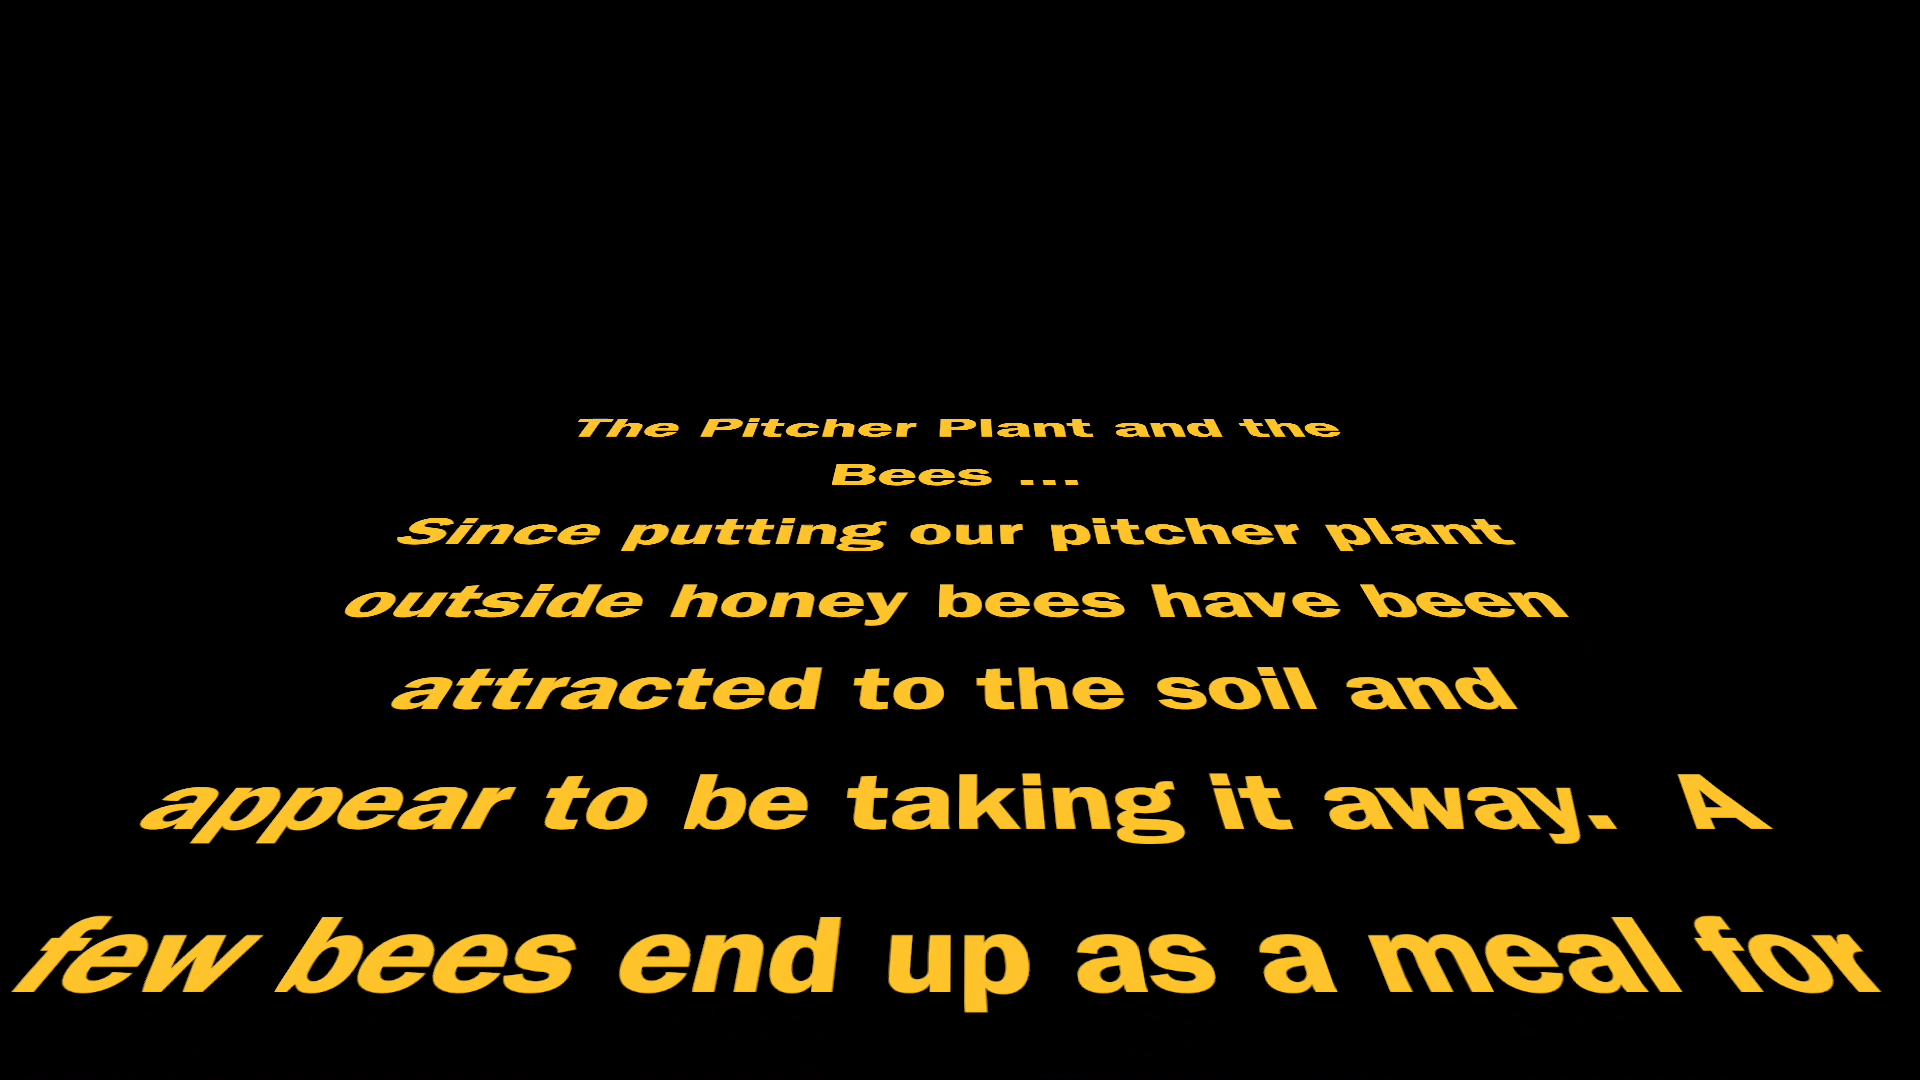 The Pitcher Plant and the
Bees ...
Since putting our pitcher plant
outside honey bees have been
attracted to the soil and
appear to be taking it away.  A
few bees end up as a meal for